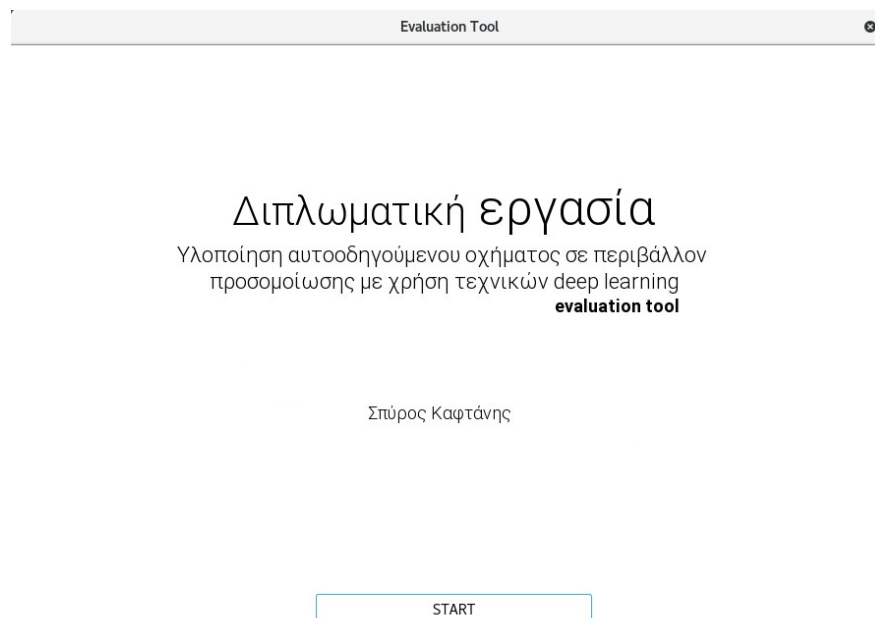 Evaluation Tool
Διπλωματική εργασία
Υλοποίηση αυτοοδηγούμενου οχήματος σε περιβάλλον
προσομοίωσης με χρήση τεχνικών deep learning
evaluation tool
Σπύρος Καφτάνης
START